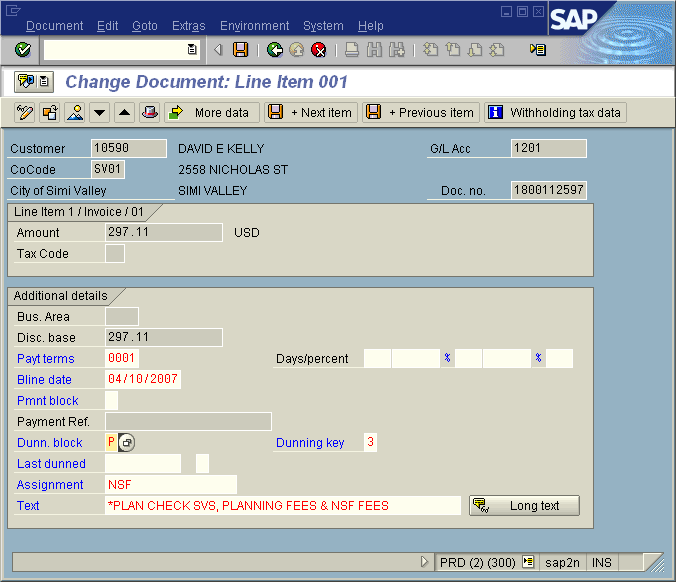 Document Edit Goto Extras Environment System Help
SAP
Change Document: Line Item 001
More data + Next item + Previous item Withholding tax data
Customer 10590 DAVID E KELLY G/L Acc 1201
CoCode SV01 2558 NICHOLAS ST
City of Simi Valley SIMI VALLEY Doc. no. 1800112597
Line Item 1 / Invoice / 01
Amount 297.11 USD
Tax Code
Additional details
Bus. Area
Disc. base 297.11
Payt terms 0001 Days/percent % %
Bline date 04/10/2007
Pmnt block
Payment Ref.
Dunn. block P Dunning key 3
Last dunned
Assignment NSF
Text *PLAN CHECK SVS, PLANNING FEES & NSF FEES Long text
PRD (2) (300) sap2n INS